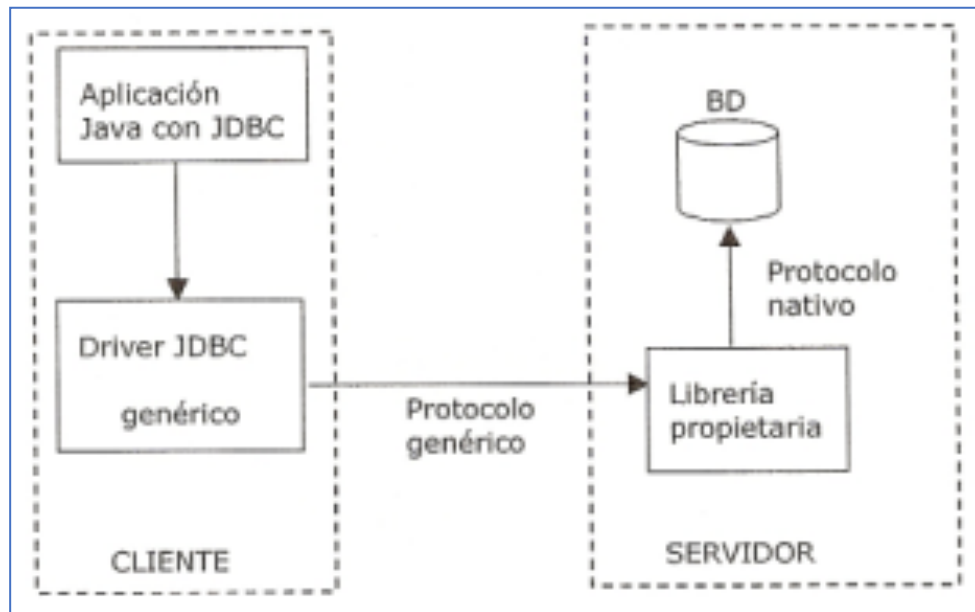 Aplicación
Java con JDBC
Driver JDBC
genérico
CLIENTE
Protocolo
genérico
BD
Protocolo
nativo
Librería
propietaria
SERVIDOR